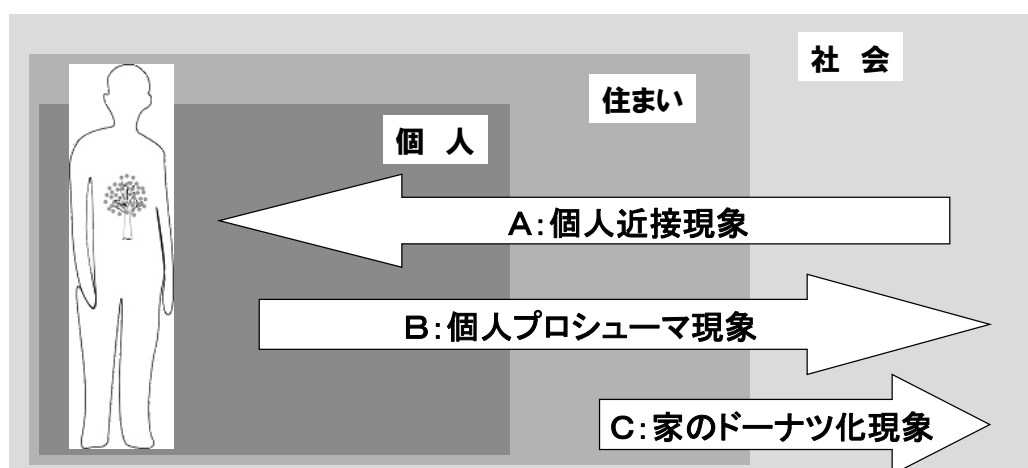 社　会
住まい
個　人
A：個人近接現象
B：個人プロシューマ現象
C：家のドーナツ化現象